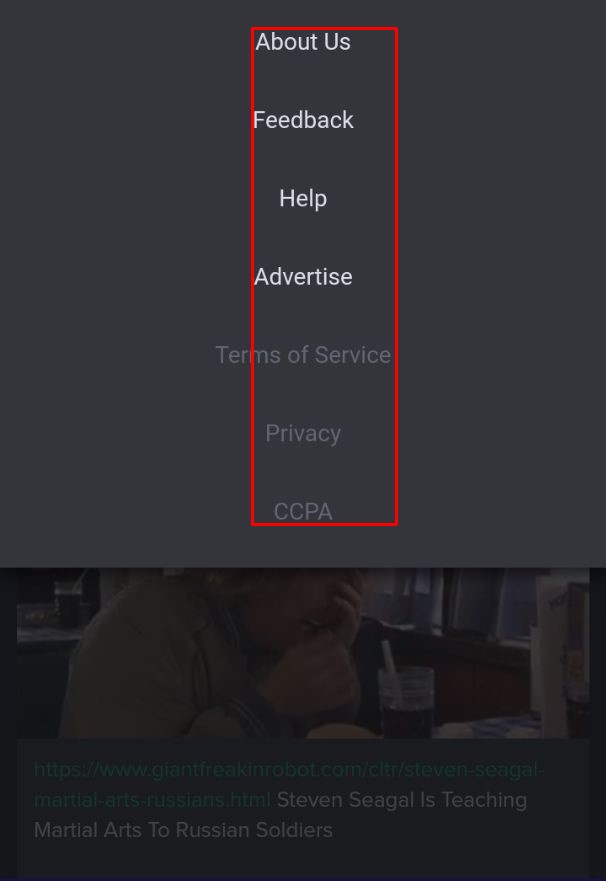 About Us
Feedback
Help
Advertise
Terms of Service
Privacy
CCPA
https://www.giantfreakinrobot.com/cltr/steven-seagal-
martial-arts-russians.html Steven Seagal Is Teaching
Martial Arts To Russian Soldiers